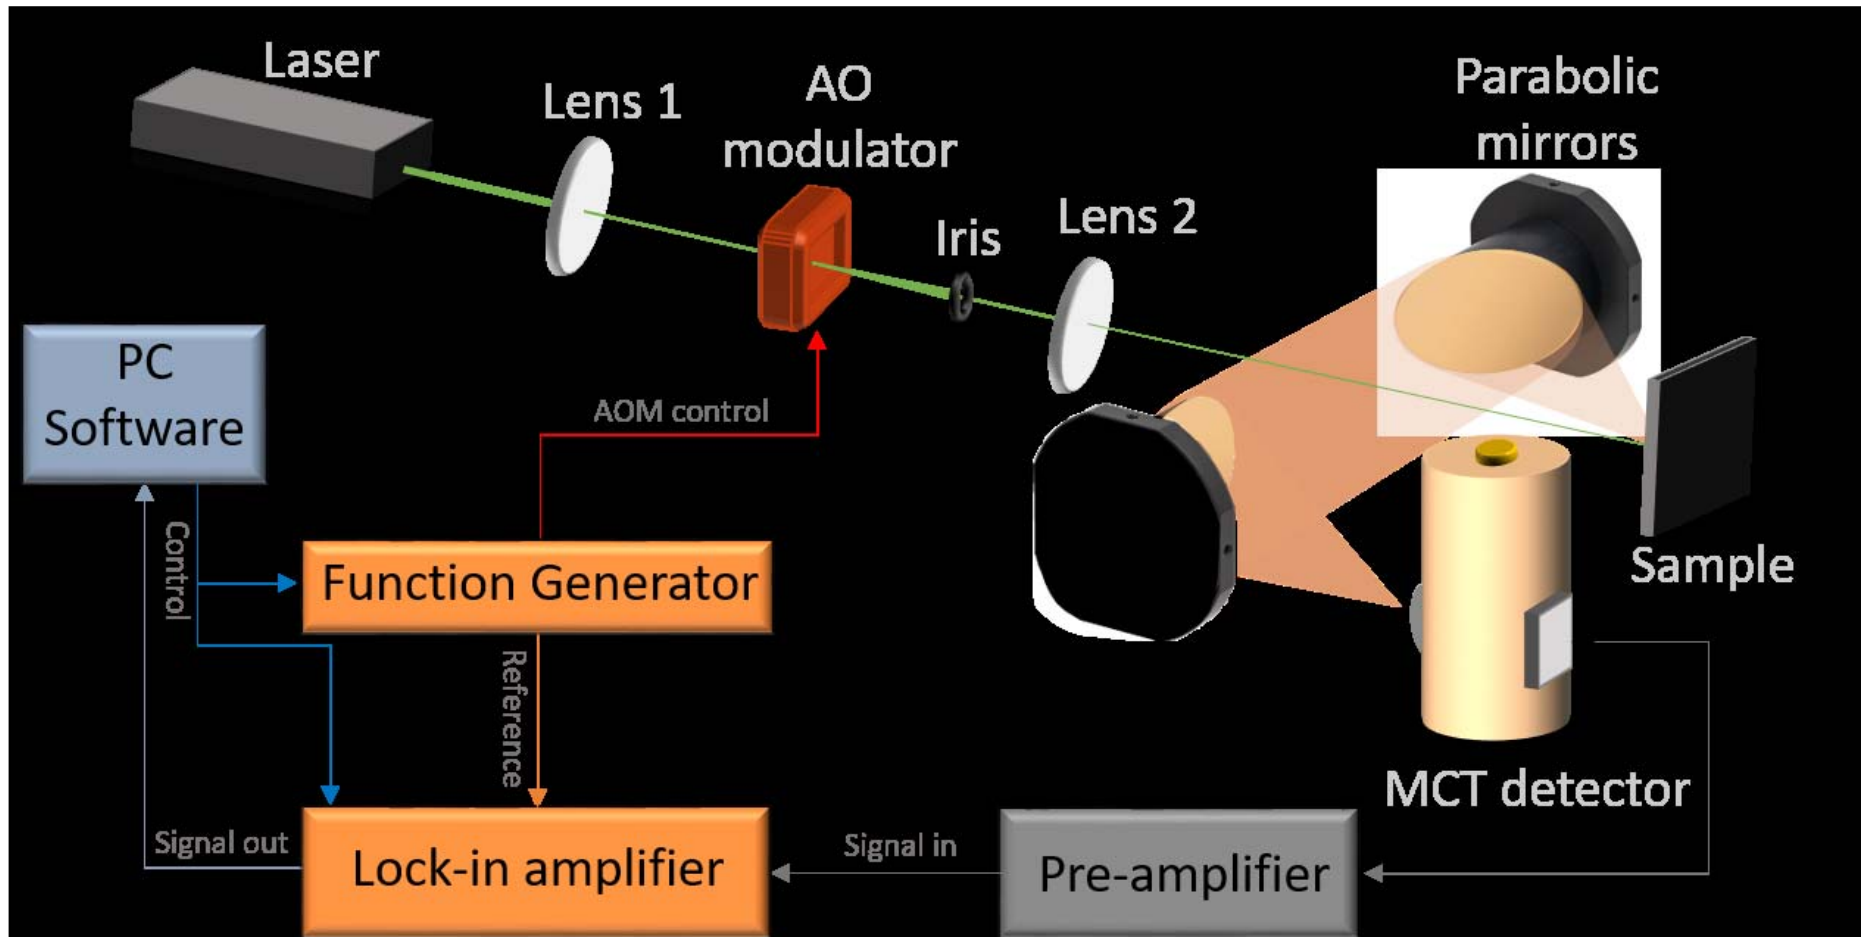 Laser
Lens 1
AO
modulator
Iris
Lens 2
Parabolic
mirrors
Sample
PC
Software
AOM control
Control
Function Generator
Reference
MCT detector
Signal out
Lock-in amplifier
Signal in
Pre-amplifier